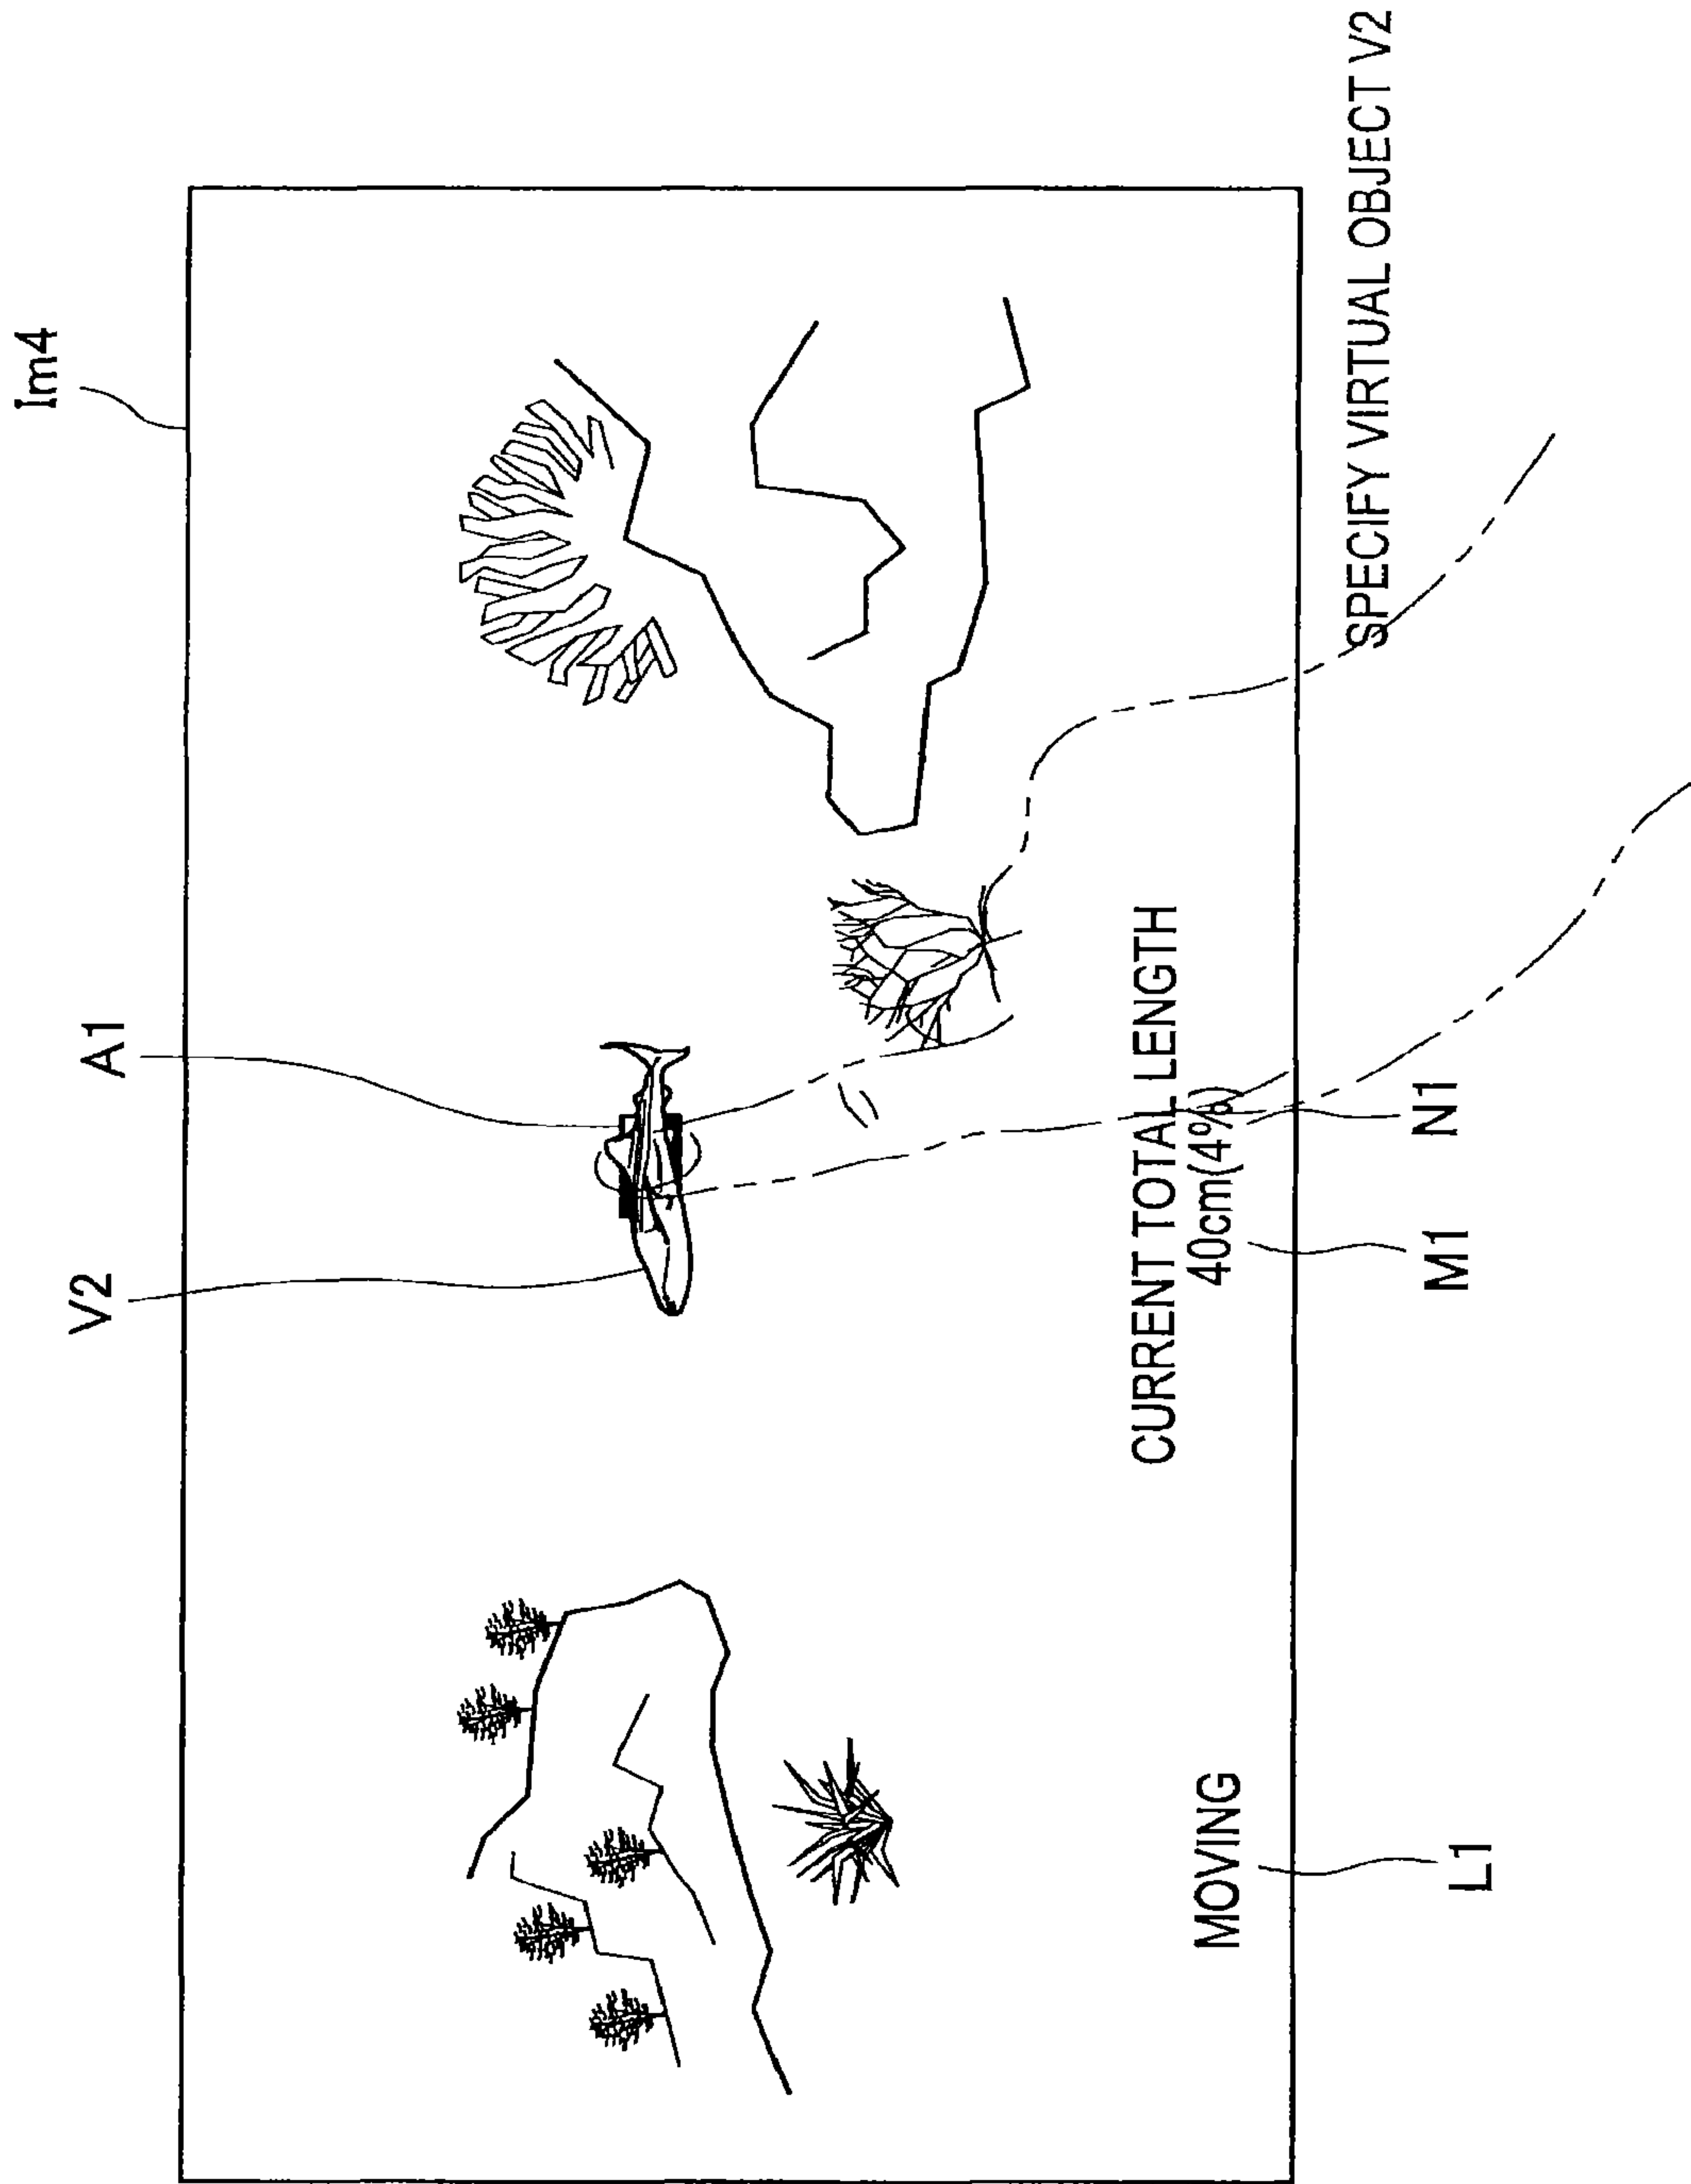 V2
A1
Im4
CURRENT TOTAL LENGTH
MOVING
40cm(4%)
SPECIFY VIRTUAL OBJECT V2
L1
M1
N1